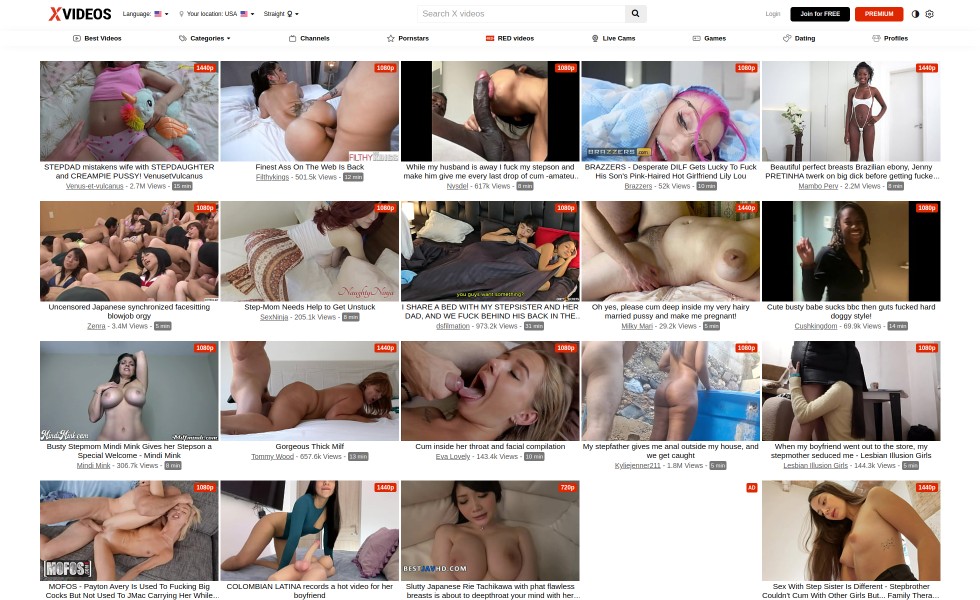 XVIDEOS
Language:
Your location: USA
Straight
Search X videos
Login
Join for FREE
PREMIUM
Best Videos
Categories
Channels
Pornstars
RED videos
Live Cams
Games
Dating
Profiles
1440p
1080p
1080p
1080p
1440p
BRAZZERS
STEPDAD mistakens wife with STEPDAUGHTER
and CREAMPIE PUSSY! VenusetVulcanus
Venus-et-vulcanus - 2.7M Views - 15 min
Finest Ass On The Web Is Back
Filthykings - 501.5k Views - 12 min
While my husband is away I fuck my stepson and
make him give me every last drop of cum -amateu..
Nysdel - 617k Views - 8 min
BRAZZERS - Desperate DILF Gets Lucky To Fuck
His Son's Pink-Haired Hot Girlfriend Lily Lou
Brazzers - 52k Views - 10 min
Beautiful perfect breasts Brazilian ebony, Jenny
PRETINHA twerk on big dick before getting fucke...
Mambo Perv - 2.2M Views - 8 min
1080p
1080p
1080p
1440p
1080p
NaughtyNinja
you guys want something?
Uncensored Japanese synchronized facesitting
blowjob orgy
Zenra - 3.4M Views - 5 min
Step-Mom Needs Help to Get Unstuck
SexNinja - 205.1k Views - 8 min
I SHARE A BED WITH MY STEPSISTER AND HER
DAD, AND WE FUCK BEHIND HIS BACK IN THE..
dsfilmation - 973.2k Views - 31 min
Oh yes, please cum deep inside my very hairy
married pussy and make me pregnant!
Milky Mari - 29.2k Views - 5 min
Cute busty babe sucks bbc then guts fucked hard
doggy style!
Cushkingdom - 69.9k Views - 14 min
1080p
1440p
1080p
1080p
1080p
Busty Stepmom Mindi Mink Gives her Stepson a
Special Welcome - Mindi Mink
Mindi Mink - 306.7k Views - 8 min
Gorgeous Thick Milf
Tommy Wood - 657.6k Views - 13 min
Cum inside her throat and facial compilation
Eva Lovely - 143.4k Views - 10 min
My stepfather gives me anal outside my house, and
we get caught
Kyliejenner211 - 1.8M Views - 5 min
When my boyfriend went out to the store, my
stepmother seduced me - Lesbian Illusion Girls
Lesbian Illusion Girls - 144.3k Views - 5 min
1080p
1440p
720p
AD
1440p
MOFOS
BESTJAVHD.COM
MOFOS - Payton Avery Is Used To Fucking Big
Cocks But Not Used To JMac Carrying Her While...
COLOMBIAN LATINA records a hot video for her
boyfriend
Slutty Japanese Rie Tachikawa with phat flawless
breasts is about to deepthroat your mind with her...
Sex With Step Sister Is Different - Stepbrother
Couldn't Cum With Other Girls But... Family Thera...